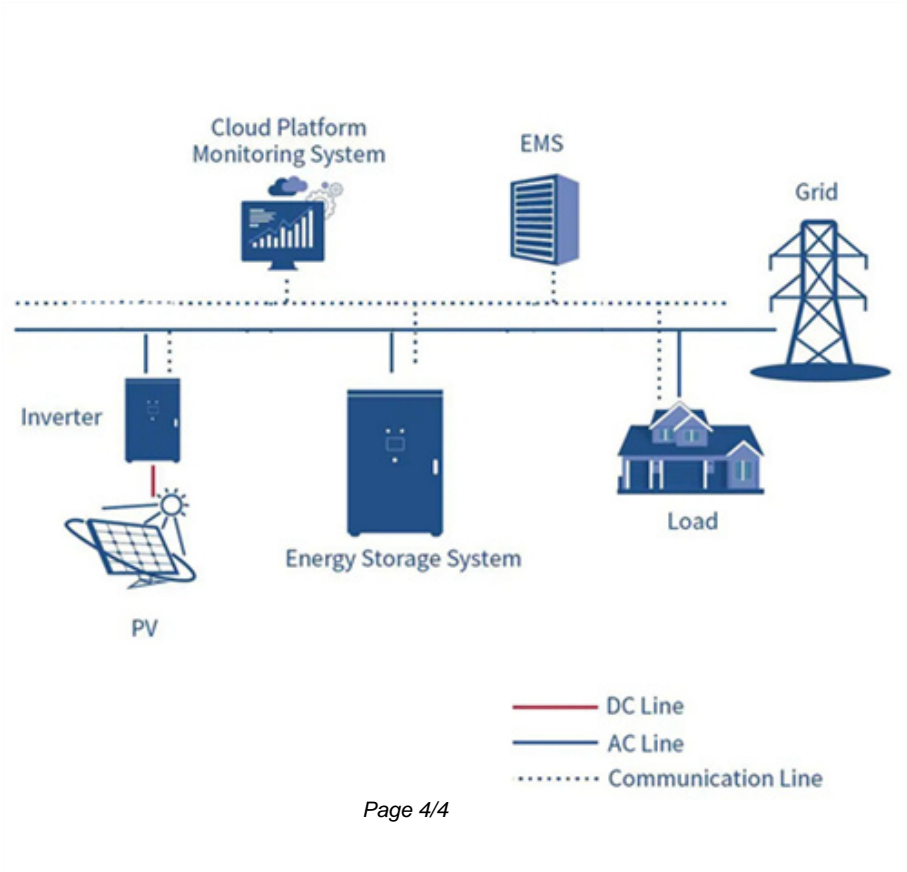 Cloud Platform
Monitoring System
EMS
Grid
Inverter
Energy Storage System
Load
PV
DC Line
AC Line
Communication Line
Page 4/4